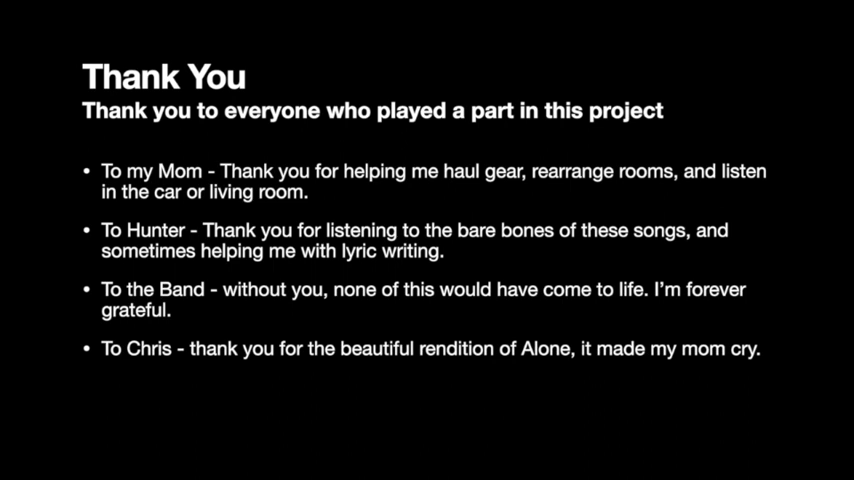 Thank You
Thank you to everyone who played a part in this project
• To my Mom - Thank you for helping me haul gear, rearrange rooms, and listen
in the car or living room.
• To Hunter - Thank you for listening to the bare bones of these songs, and
sometimes helping me with lyric writing.
• To the Band - without you, none of this would have come to life. I’m forever
grateful.
• To Chris - thank you for the beautiful rendition of Alone, it made my mom cry.